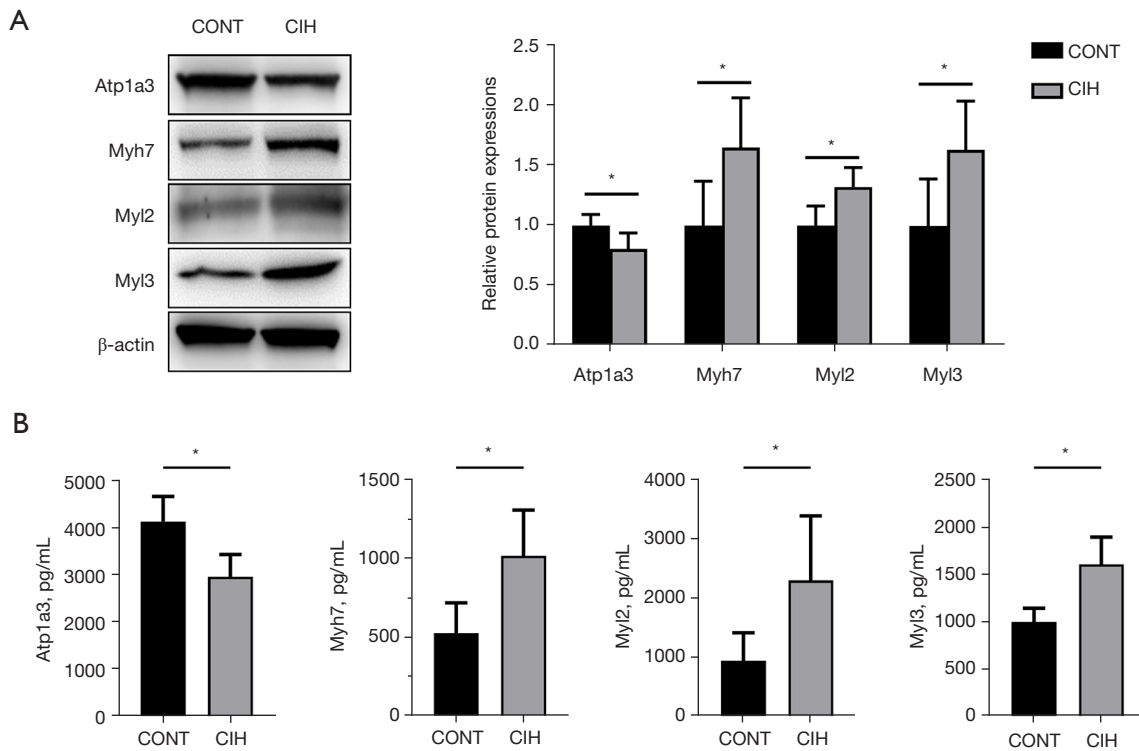 A
CONT CIH
Atp1a3
Myh7
Myl2
Myl3
β-actin
Relative protein expressions
2.5
2.0
1.5
1.0
0.5
0.0
* * * *
Atp1a3 Myh7 Myl2 Myl3
CONT
CIH
B
Atp1a3, pg/mL
5000
4000
3000
2000
1000
0
*
CONT CIH
Myh7, pg/mL
1500
1000
500
0
*
CONT CIH
Myl2, pg/mL
4000
3000
2000
1000
0
*
CONT CIH
Myl3, pg/mL
2500
2000
1500
1000
500
0
*
CONT CIH